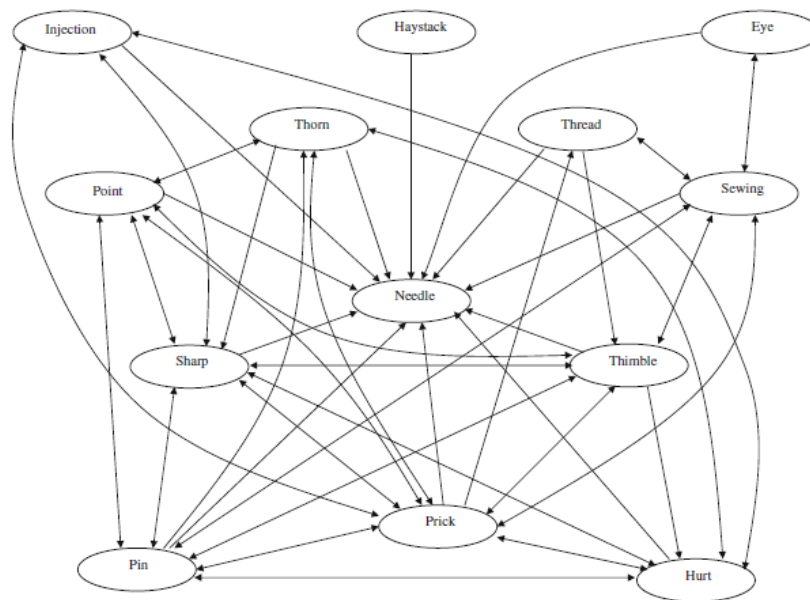 Injection
Haystack
Eye
Thorn
Thread
Point
Sewing
Needle
Sharp
Thimble
Prick
Pin
Hurt